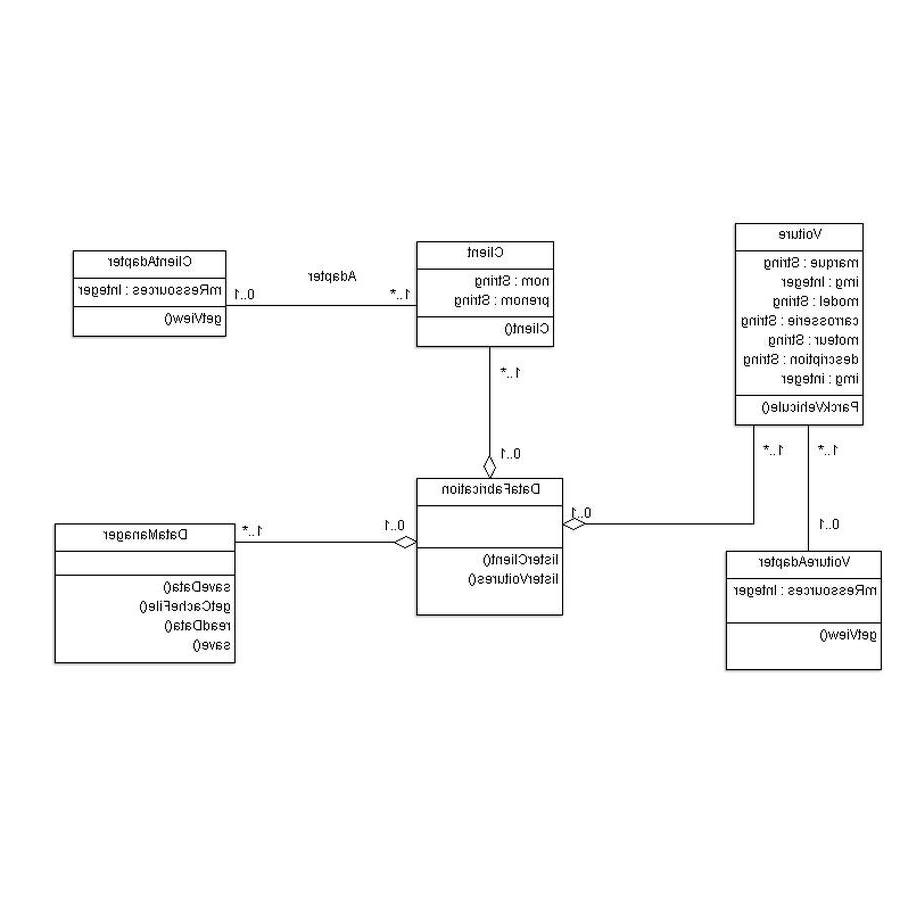 Voiture
marque : String
img : Integer
model : String
carrosserie : String
moteur : String
description : String
img : integer
ParckVehicule()
1..*
1..*
Client
nom : String
prenom : String
Client()
1..*
Adapter
1..*
0..1
ClientAdapter
mRessources : Integer
getView()
0..1
DataFabrication
listerClient()
listerVoitures()
0..1
0..1
1..*
DataManager
saveData()
getCacheFile()
readData()
save()
0..1
VoitureAdapter
mRessources : Integer
getView()